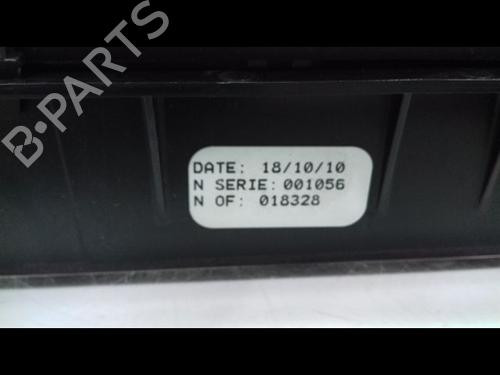 B-PARTS
DATE: 18/10/10
N SERIE: 001056
N OF: 018328